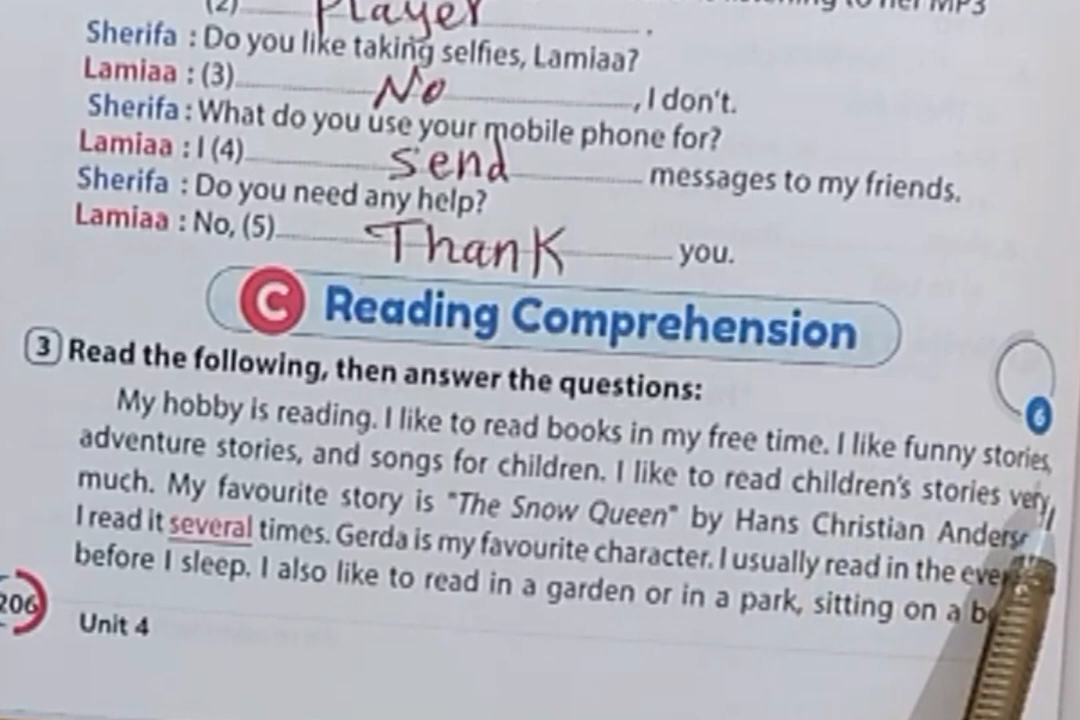 (2) Player .
listening to her MP3
Sherifa : Do you like taking selfies, Lamiaa?
Lamiaa : (3) No , I don't.
Sherifa : What do you use your mobile phone for?
Lamiaa : I (4) Send messages to my friends.
Sherifa : Do you need any help?
Lamiaa : No, (5) Thank you.
C Reading Comprehension
3 Read the following, then answer the questions:
6
My hobby is reading. I like to read books in my free time. I like funny stories,
adventure stories, and songs for children. I like to read children's stories very
much. My favourite story is "The Snow Queen" by Hans Christian
I read it several times. Gerda is my favourite character. I usually read in the
before I sleep. I also like to read in a garden or in a park, sitting on a
206
Unit 4